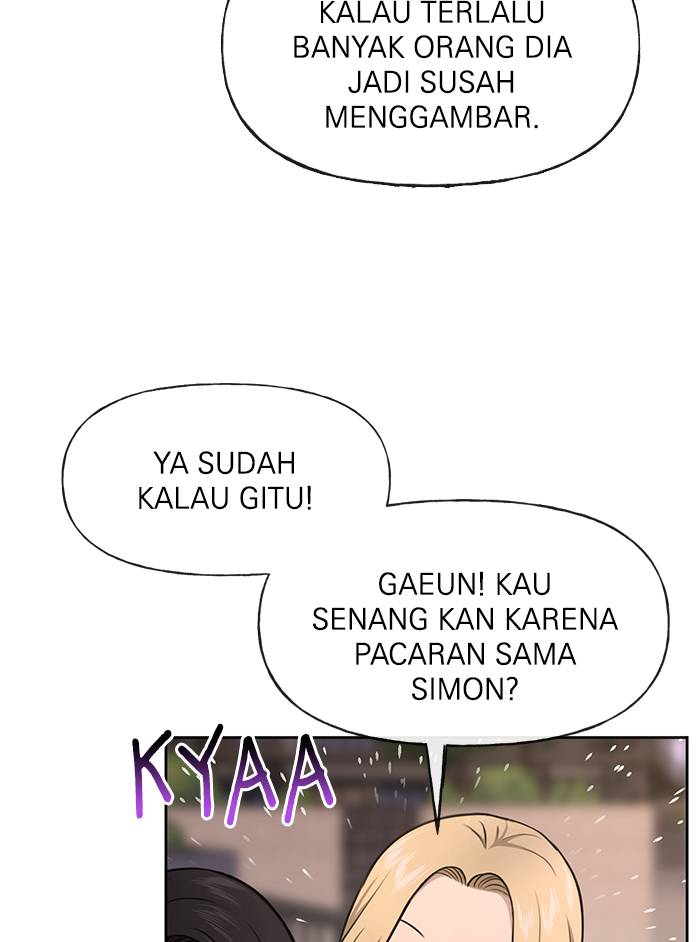 KALAU TERLALU
BANYAK ORANG DIA
JADI SUSAH
MENGGAMBAR.
YA SUDAH
KALAU GITU!
GAEUN! KAU
SENANG KAN KARENA
PACARAN SAMA
SIMON?
KYAA